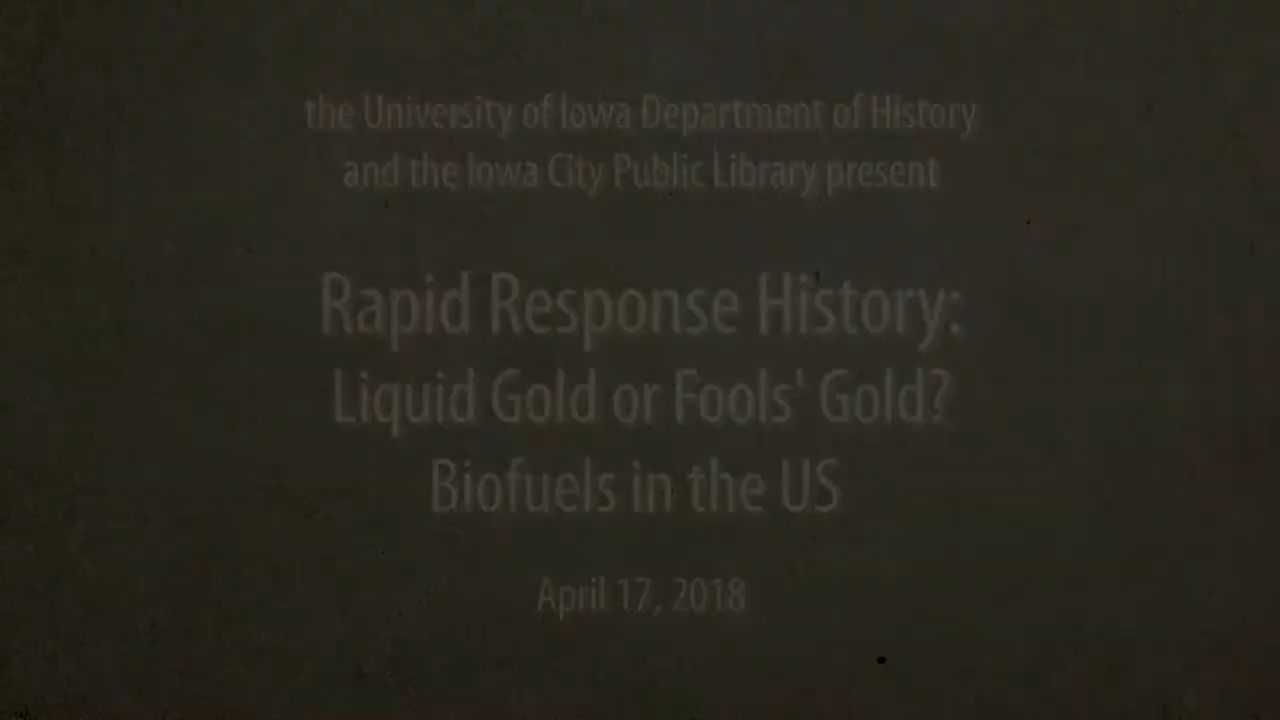 the University of Iowa Department of History
and the Iowa City Public Library present
Rapid Response History:
Liquid Gold or Fools' Gold?
Biofuels in the US
April 17, 2018